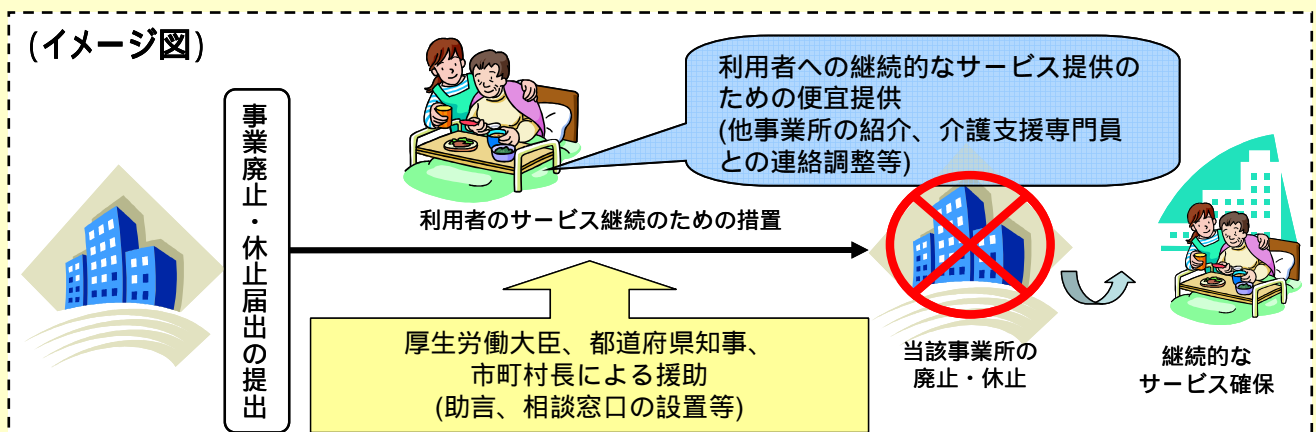 (イメージ図)
事業廃止・休止届出の提出
利用者への継続的なサービス提供の
ための便宜提供
(他事業所の紹介、介護支援専門員
との連絡調整等)
利用者のサービス継続のための措置
厚生労働大臣、都道府県知事、
市町村長による援助
(助言、相談窓口の設置等)
当該事業所の
廃止・休止
継続的な
サービス確保